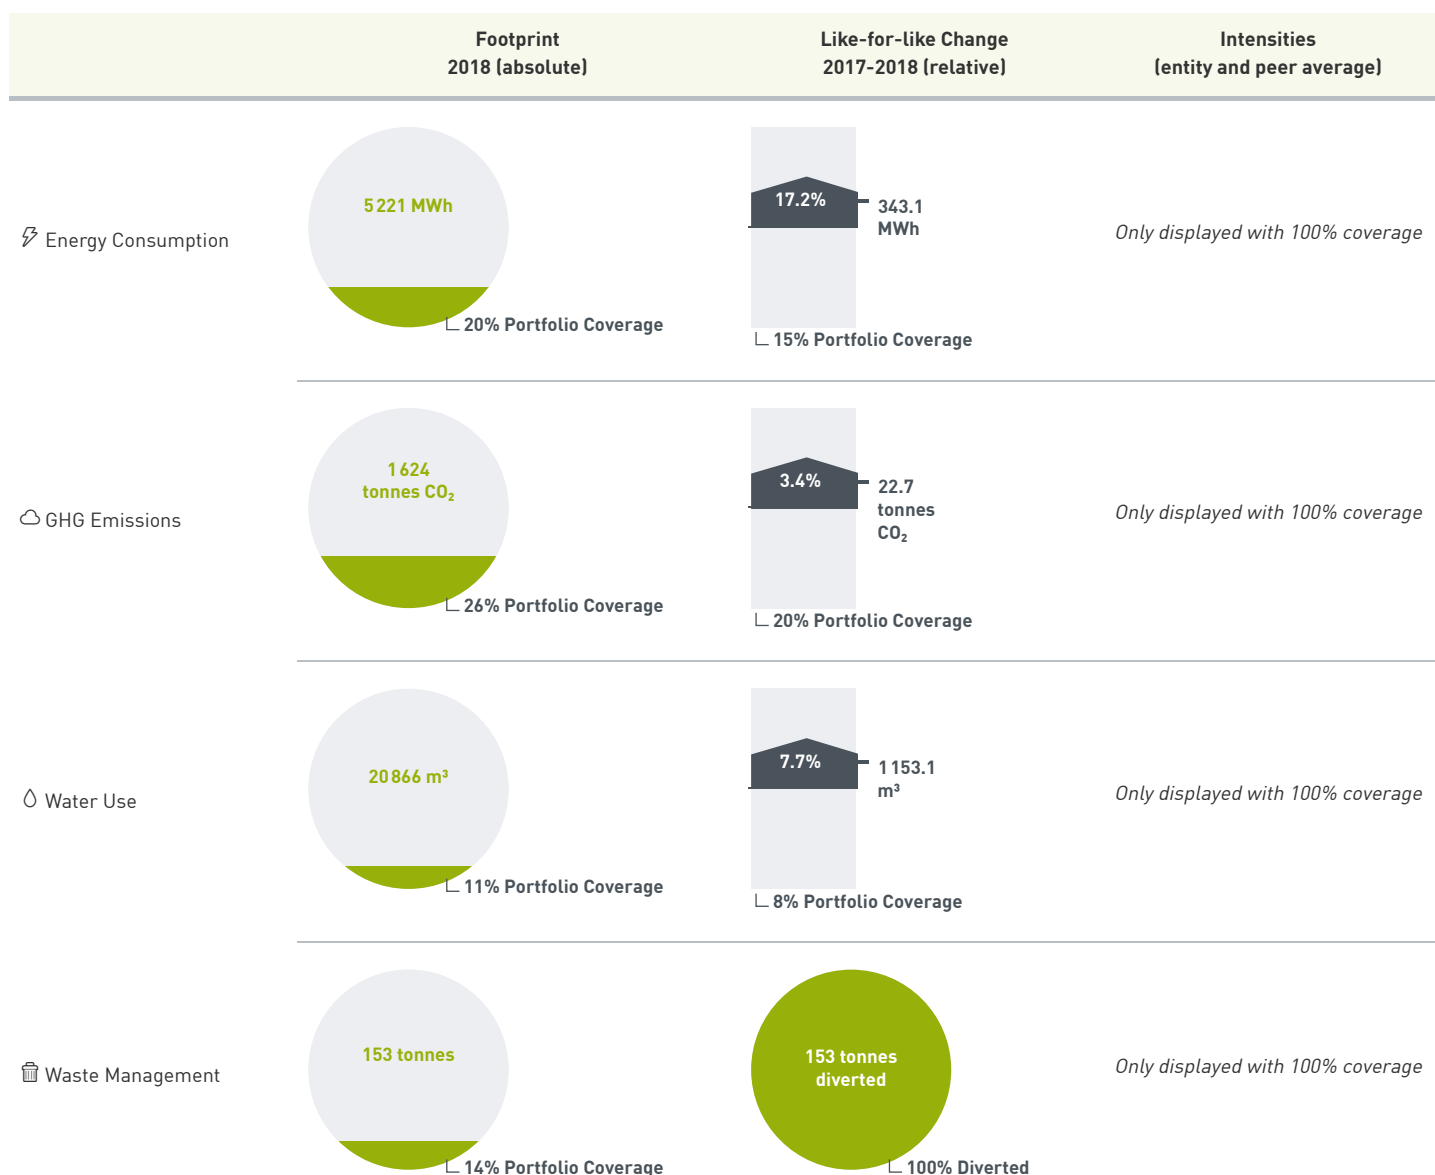 Footprint
2018 (absolute)
Like-for-like Change
2017-2018 (relative)
Intensities
(entity and peer average)
Energy Consumption
5 221 MWh
20% Portfolio Coverage
17.2%
343.1
MWh
15% Portfolio Coverage
Only displayed with 100% coverage
GHG Emissions
1 624
tonnes CO₂
26% Portfolio Coverage
3.4%
22.7
tonnes
CO₂
20% Portfolio Coverage
Only displayed with 100% coverage
Water Use
20 866 m³
11% Portfolio Coverage
7.7%
1 153.1
m³
8% Portfolio Coverage
Only displayed with 100% coverage
Waste Management
153 tonnes
14% Portfolio Coverage
153 tonnes
diverted
100% Diverted
Only displayed with 100% coverage